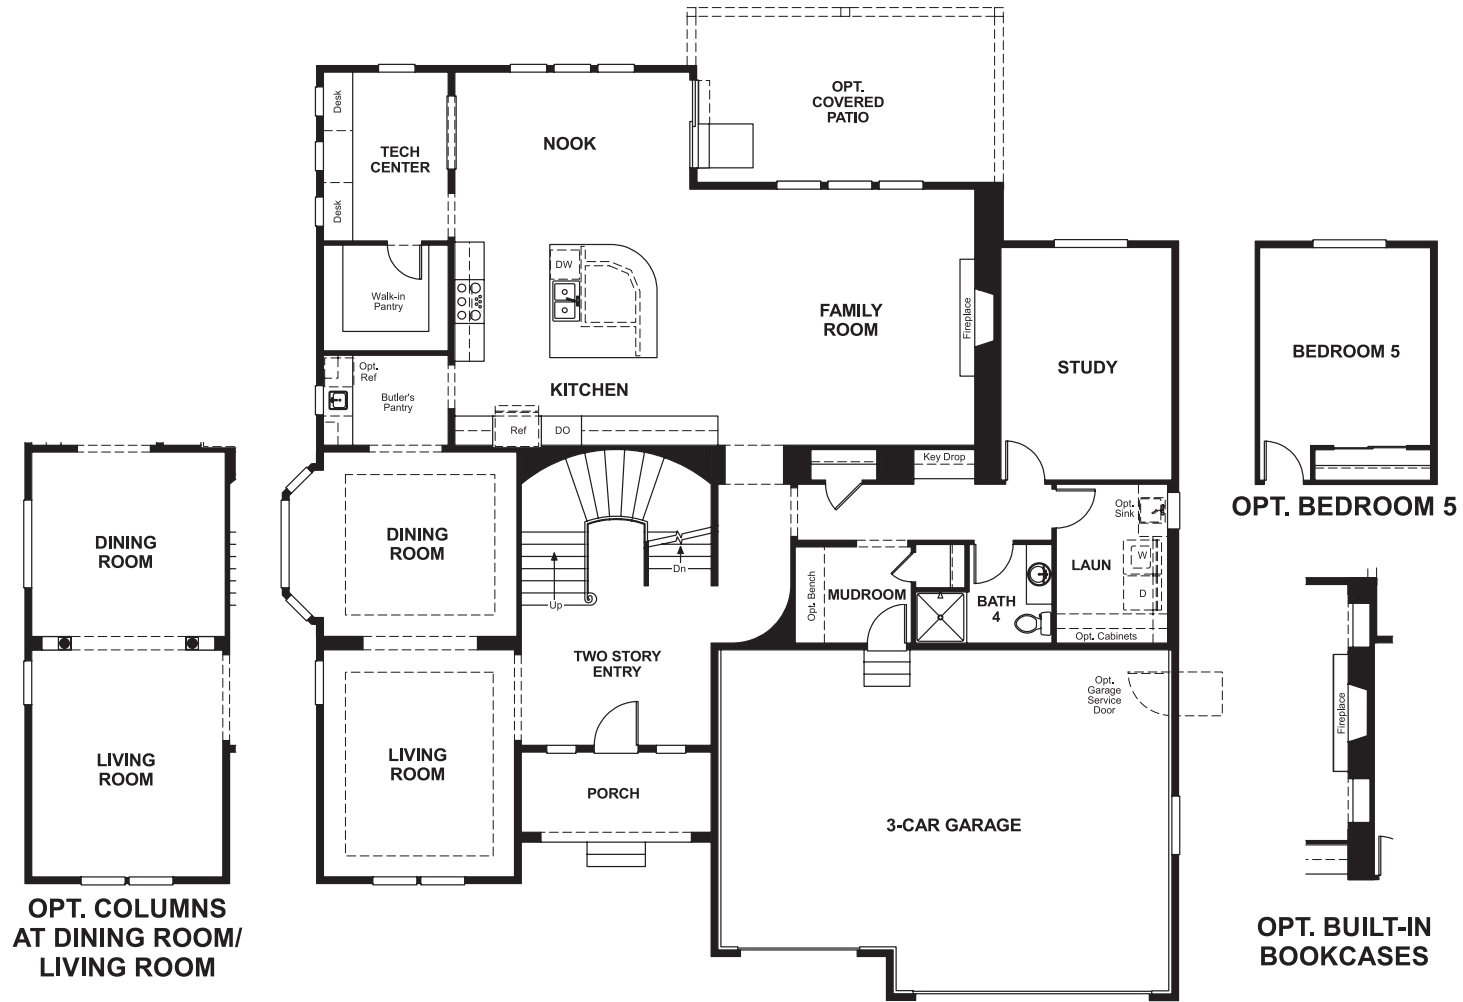 OPT.
COVERED
PATIO
Desk
TECH
CENTER
NOOK
Desk
Walk-in
Pantry
DW
FAMILY
ROOM
Fireplace
STUDY
BEDROOM 5
Opt.
Ref
Butler's
Pantry
KITCHEN
Ref
DO
Key Drop
OPT. BEDROOM 5
DINING
ROOM
DINING
ROOM
Up
Dn
Opt. Bench
MUDROOM
BATH
4
Opt.
Sink
LAUN
W
D
Opt. Cabinets
TWO STORY
ENTRY
Opt.
Garage
Service
Door
LIVING
ROOM
LIVING
ROOM
PORCH
3-CAR GARAGE
Fireplace
OPT. COLUMNS
AT DINING ROOM/
LIVING ROOM
OPT. BUILT-IN
BOOKCASES